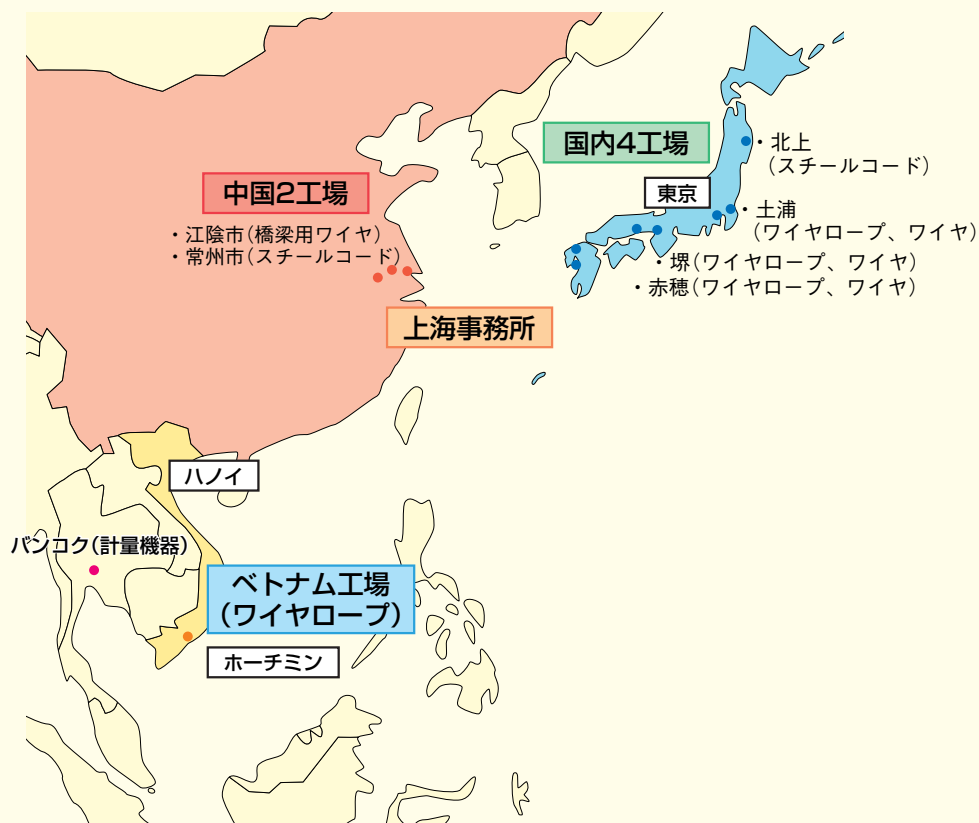 国内4工場
・北上
（スチールコード）
東京
・土浦
（ワイヤロープ、ワイヤ）
・堺（ワイヤロープ、ワイヤ）
・赤穂（ワイヤロープ、ワイヤ）
中国2工場
・江陰市（橋梁用ワイヤ）
・常州市（スチールコード）
上海事務所
ハノイ
バンコク（計量機器）
ベトナム工場
（ワイヤロープ）
ホーチミン